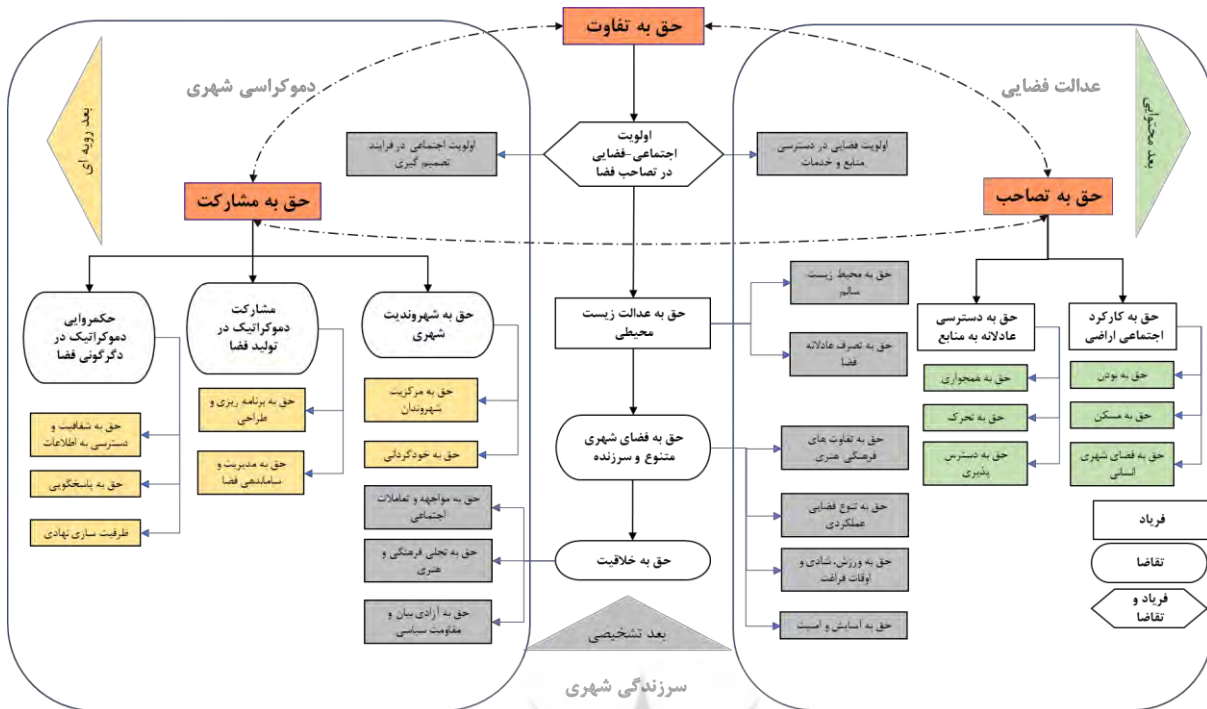 حق به تفاوت
عدالت فضایی
دموکراسی شهری
بعد محتوایی
بعد رویه ای
اولویت
اجتماعی-فضایی
در تصاحب فضا
اولویت فضایی در دسترسی
منابع و خدمات
اولویت اجتماعی در فرایند
تصمیم گیری
حق به تصاحب
حق به مشارکت
حق به کارکرد
اجتماعی اراضی
حق به بودن
حق به مسکن
حق به فضای شهری
انسانی
حق به دسترسی
عادلانه به منابع
حق به همجواری
حق به تحرک
حق به دسترس
پذیری
حق به عدالت زیست
محیطی
حق به محیط زیست
سالم
حق به تصرف عادلانه
فضا
حق به فضای شهری
متنوع و سرزنده
حق به تفاوت های
فرهنگی هنری
حق به تنوع فضایی
عملکردی
حق به ورزش، شادی و
اوقات فراغت
حق به آسایش و امنیت
حق به خلاقیت
حق به مواجهه و تعاملات
اجتماعی
حق به تجلی فرهنگی و
هنری
حق به آزادی بیان و
مقاومت سیاسی
حق به شهروندیت
شهری
حق به مرکزیت
شهروندان
حق به خودگردانی
مشارکت
دموکراتیک در
تولید فضا
حق به برنامه ریزی و
طراحی
حق به مدیریت و
ساماندهی فضا
حکمروایی
دموکراتیک در
دگرگونی فضا
حق به شفافیت و
دسترسی به اطلاعات
حق به پاسخگویی
ظرفیت سازی نهادی
فریاد
تقاضا
فریاد و
تقاضا
بعد تشخیصی
سرزندگی شهری